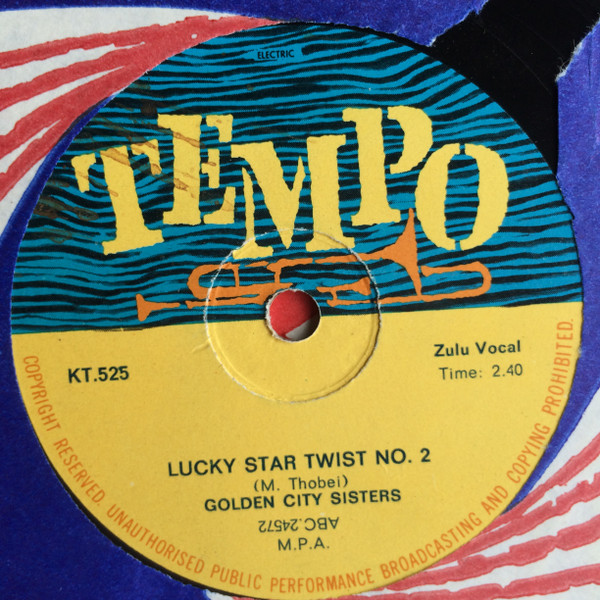 ELECTRIC
TEMPO
KT.525
Zulu Vocal
Time: 2.40
LUCKY STAR TWIST NO. 2
(M. Thobei)
GOLDEN CITY SISTERS
ABC.24572
M.P.A.
COPYRIGHT RESERVED. UNAUTHORISED PUBLIC PERFORMANCE BROADCASTING AND COPYING PROHIBITED.